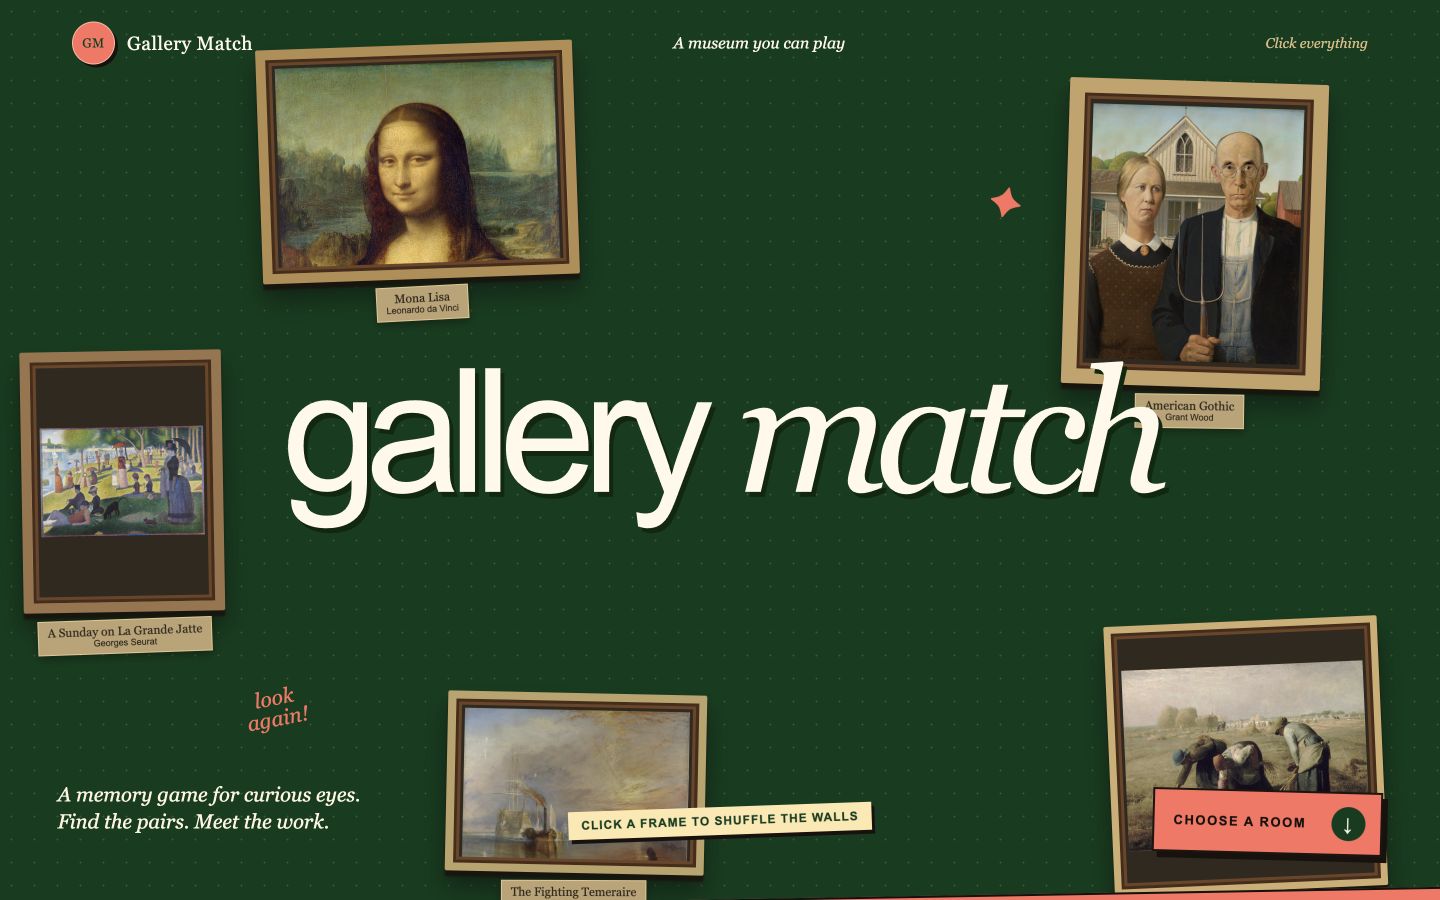 GM
Gallery Match
A museum you can play
Click everything
Mona Lisa
Leonardo da Vinci
American Gothic
Grant Wood
gallery match
A Sunday on La Grande Jatte
Georges Seurat
look
again!
A memory game for curious eyes.
Find the pairs. Meet the work.
CLICK A FRAME TO SHUFFLE THE WALLS
CHOOSE A ROOM
↓
The Fighting Temeraire